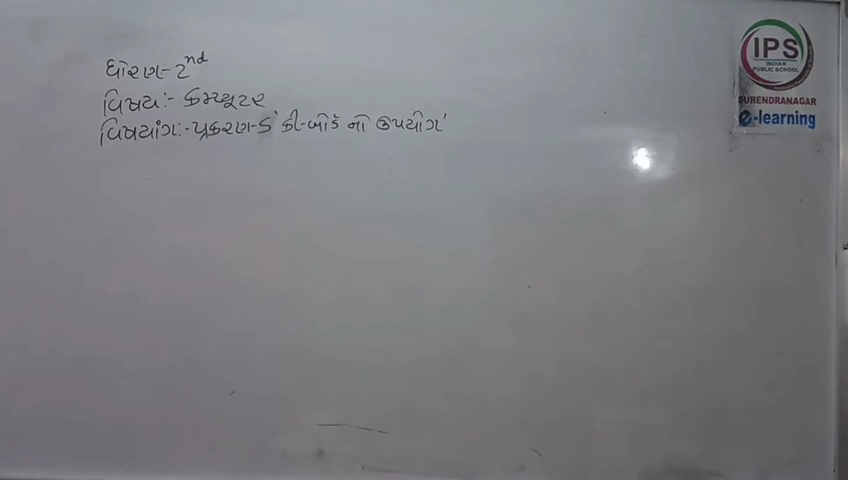 ધોરણ- 2nd
વિષય:- કમ્પ્યૂટર
વિષયાંગ:- પ્રકરણ-5 કી-બોર્ડ નો ઉપયોગ
IPS
INDIAN
PUBLIC SCHOOL
SURENDRANAGAR
e-learning